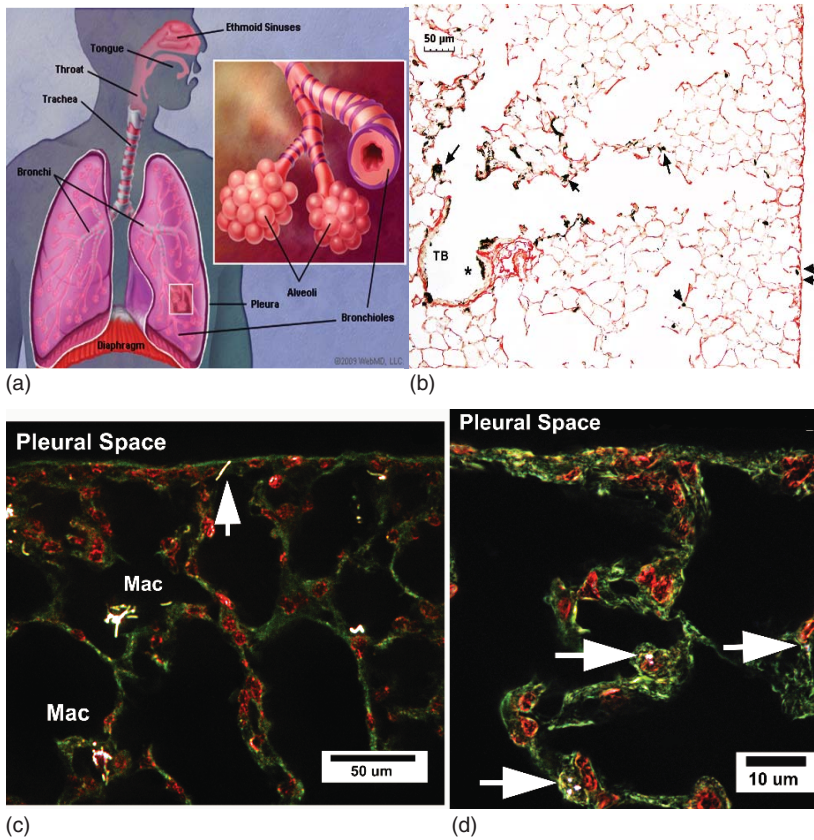 Ethmoid Sinuses
Tongue
Throat
Trachea
Bronchi
Alveoli
Pleura
Bronchioles
Diaphragm
©2009 WebMD, LLC
(a)
50 µm
TB
*
(b)
Pleural Space
Mac
Mac
50 um
(c)
Pleural Space
10 um
(d)